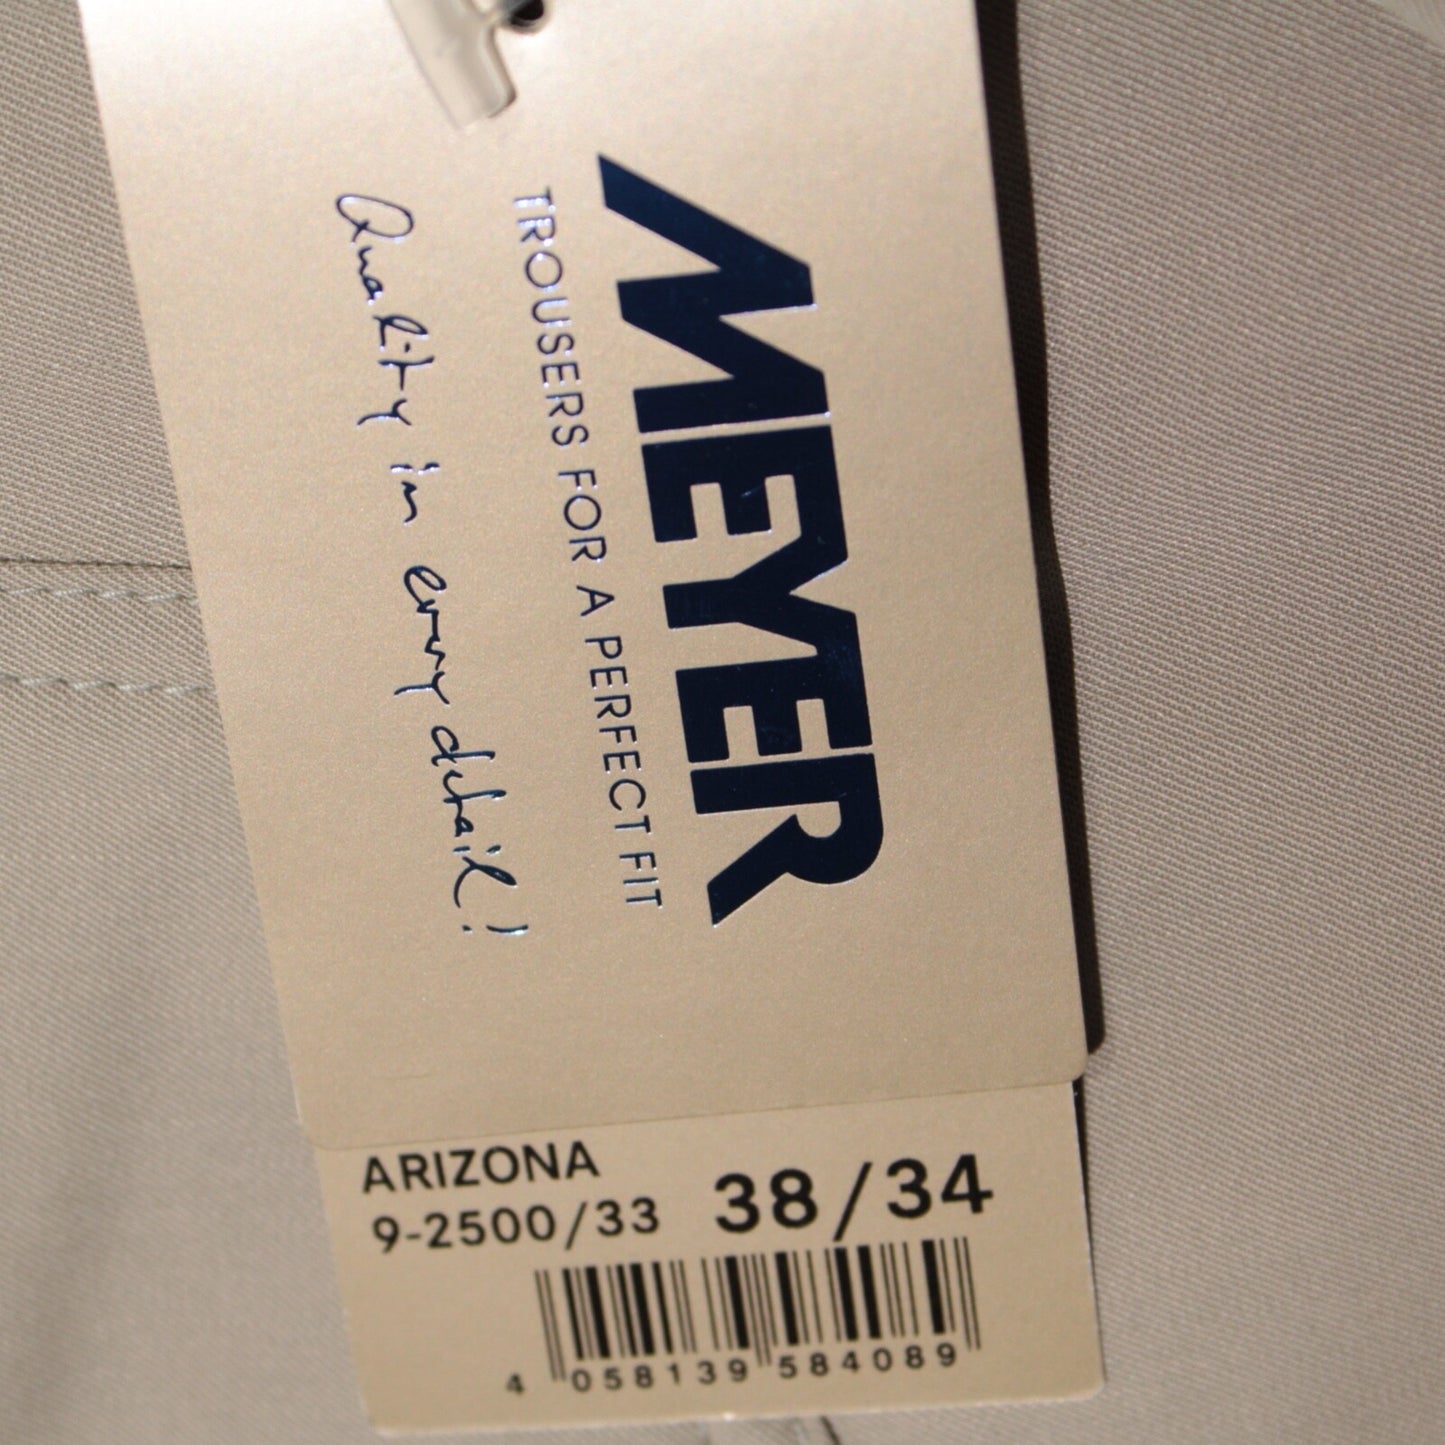 MEYER
TROUSERS FOR A PERFECT FIT
Quality in every detail!
ARIZONA
9-2500/33 38/34
4 058139 584089